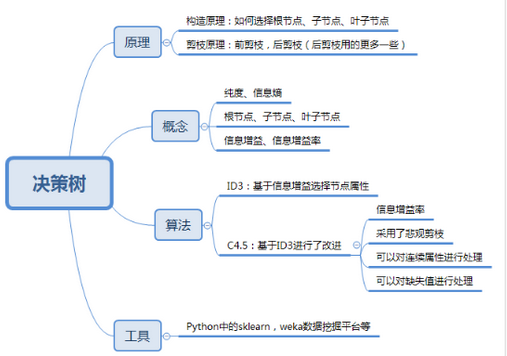 决策树
原理
构造原理：如何选择根节点、子节点、叶子节点
剪枝原理：前剪枝，后剪枝（后剪枝用的更多一些）
概念
纯度、信息熵
根节点、子节点、叶子节点
信息增益、信息增益率
算法
ID3：基于信息增益选择节点属性
C4.5：基于ID3进行了改进
信息增益率
采用了悲观剪枝
可以对连续属性进行处理
可以对缺失值进行处理
工具
Python中的sklearn，weka数据挖掘平台等